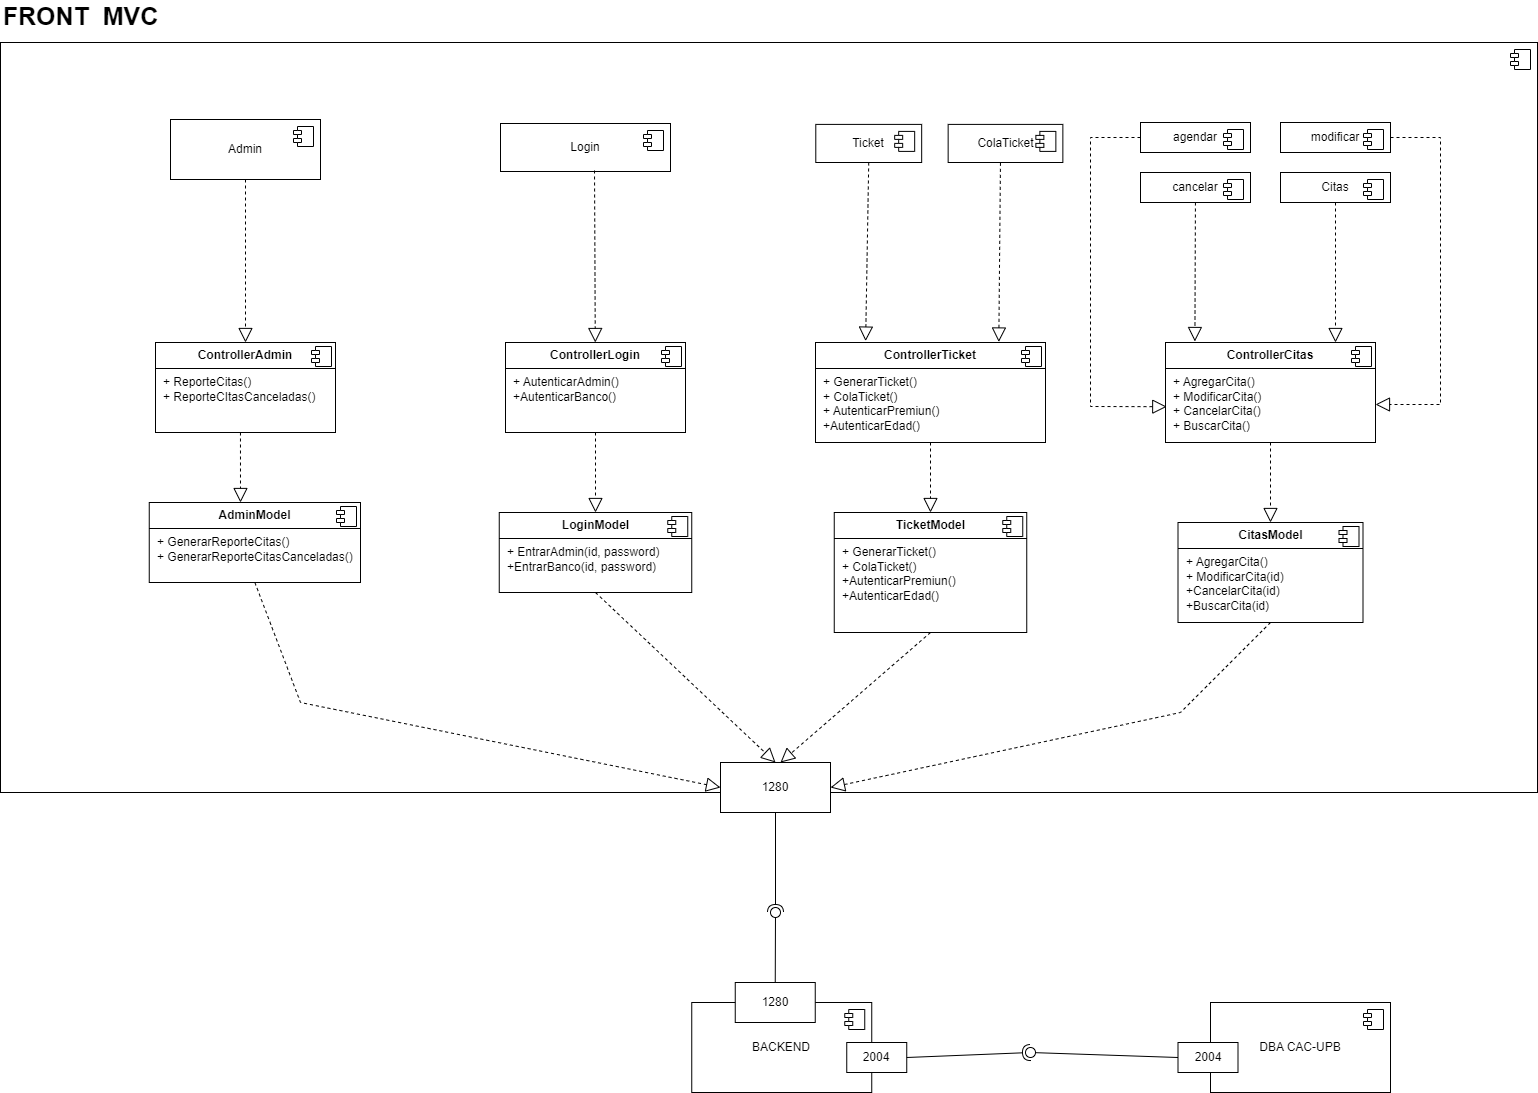 FRONT MVC
Admin
Login
Ticket
ColaTicket
agendar
modificar
cancelar
Citas
ControllerAdmin
+ ReporteCitas()
+ ReporteCItasCanceladas()
ControllerLogin
+ AutenticarAdmin()
+AutenticarBanco()
ControllerTicket
+ GenerarTicket()
+ ColaTicket()
+ AutenticarPremiun()
+AutenticarEdad()
ControllerCitas
+ AgregarCita()
+ ModificarCita()
+ CancelarCita()
+ BuscarCita()
AdminModel
+ GenerarReporteCitas()
+ GenerarReporteCitasCanceladas()
LoginModel
+ EntrarAdmin(id, password)
+EntrarBanco(id, password)
TicketModel
+ GenerarTicket()
+ ColaTicket()
+AutenticarPremiun()
+AutenticarEdad()
CitasModel
+ AgregarCita()
+ ModificarCita(id)
+CancelarCita(id)
+BuscarCita(id)
1280
1280
BACKEND
2004
2004
DBA CAC-UPB